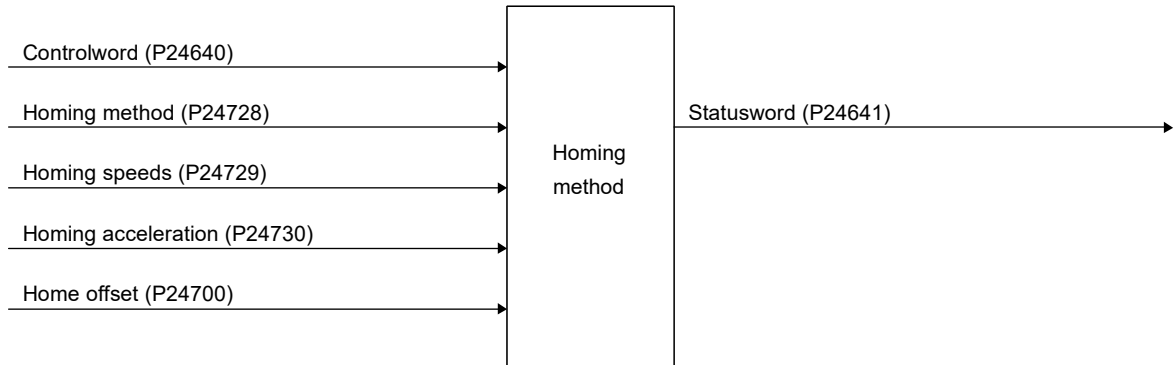 Controlword (P24640)
Homing method (P24728)
Homing speeds (P24729)
Homing acceleration (P24730)
Home offset (P24700)
Homing
method
Statusword (P24641)